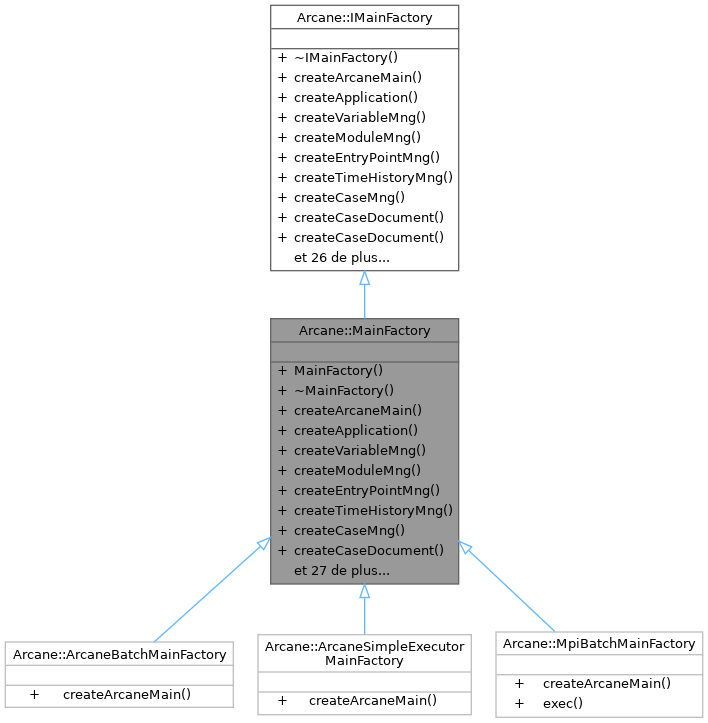 Arcane::IMainFactory
+ ~IMainFactory()
+ createArcaneMain()
+ createApplication()
+ createVariableMng()
+ createModuleMng()
+ createEntryPointMng()
+ createTimeHistoryMng()
+ createCaseMng()
+ createCaseDocument()
+ createCaseDocument()
et 26 de plus...
Arcane::MainFactory
+ MainFactory()
+ ~MainFactory()
+ createArcaneMain()
+ createApplication()
+ createVariableMng()
+ createModuleMng()
+ createEntryPointMng()
+ createTimeHistoryMng()
+ createCaseMng()
+ createCaseDocument()
et 27 de plus...
Arcane::ArcaneBatchMainFactory
+ createArcaneMain()
Arcane::ArcaneSimpleExecutor
MainFactory
+ createArcaneMain()
Arcane::MpiBatchMainFactory
+ createArcaneMain()
+ exec()